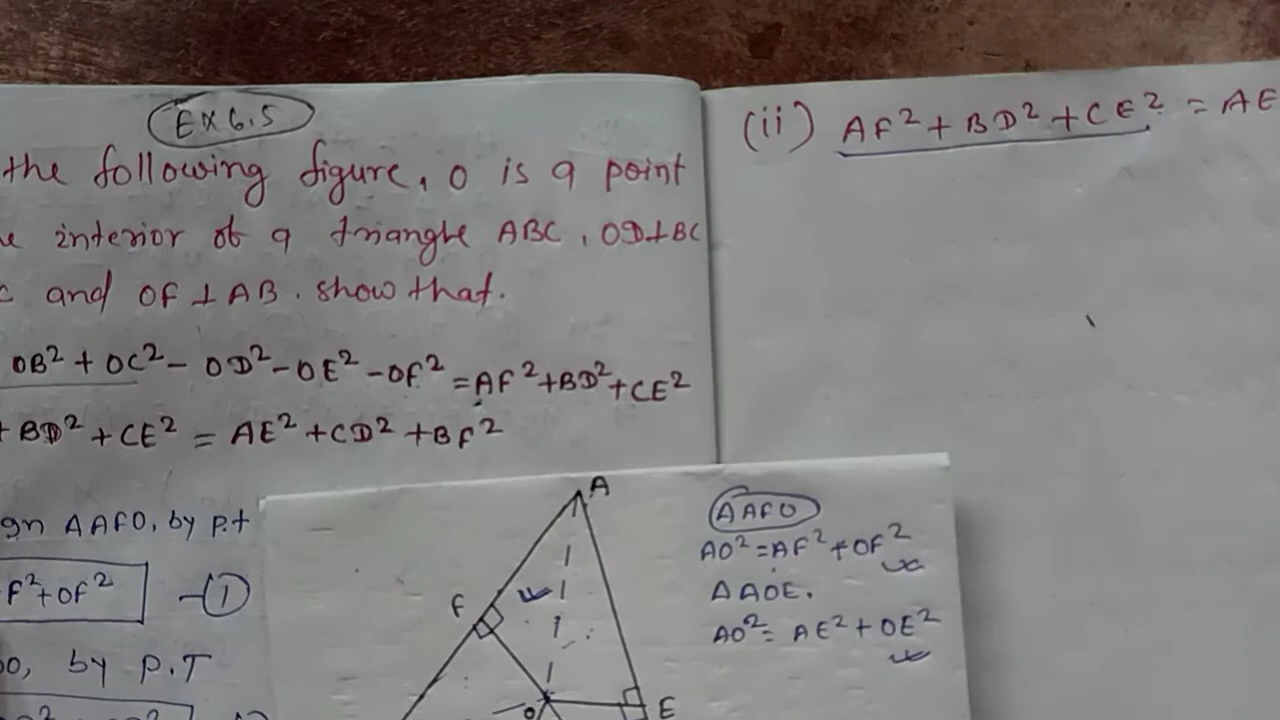 EX 6.5
the following figure, O is a point
interior of a triangle ABC, OD⊥BC
and OF ⊥ AB. show that.
OB² + OC² - OD² - OE² - OF² = AF² + BD² + CE²
+ BD² + CE² = AE² + CD² + BF²
In ΔAFO, by P.t
F² + OF² -①
by P.T
(ii) AF² + BD² + CE² = AE
A
F
O
E
ΔAFO
AO² = AF² + OF²
ΔAOE.
AO² = AE² + OE²